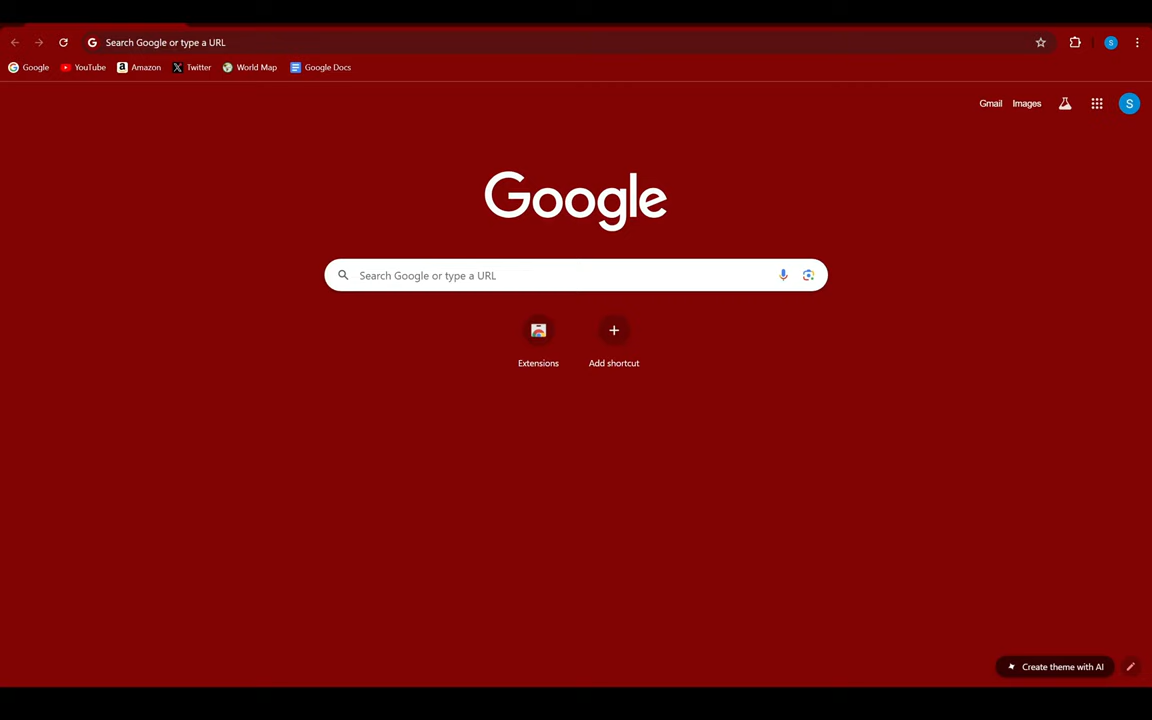 Search Google or type a URL
S
Google YouTube Amazon Twitter World Map Google Docs
Gmail Images S
Google
Search Google or type a URL
Extensions Add shortcut
Create theme with AI